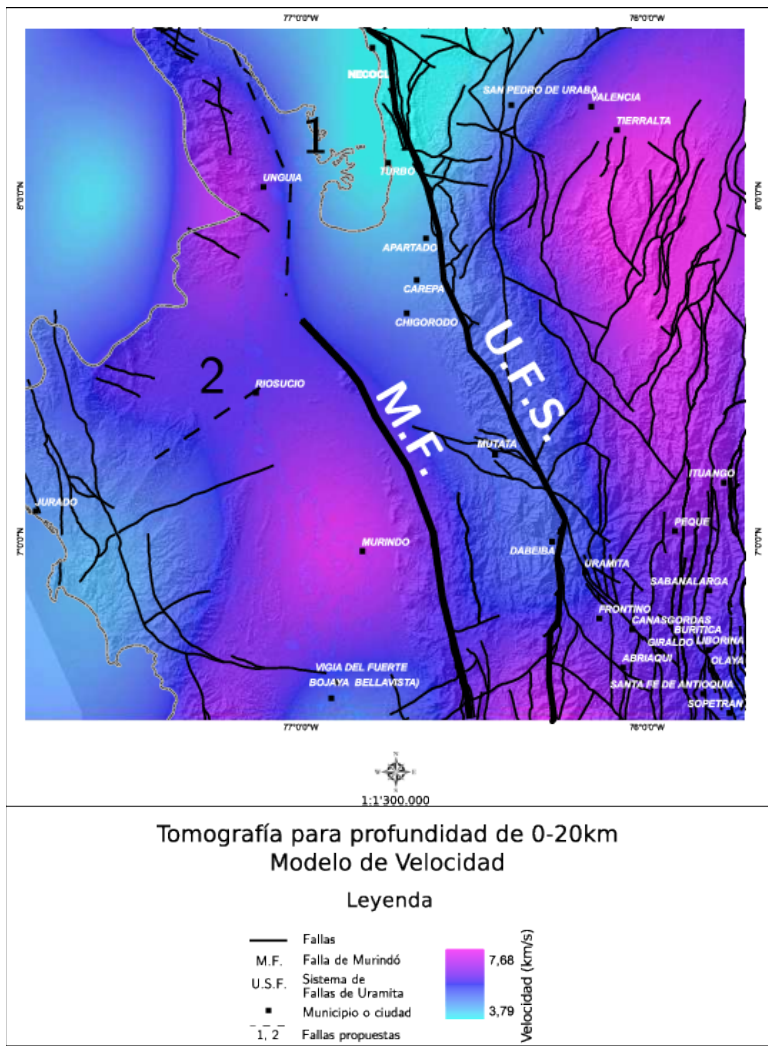 77°0'0"W 76°0'0"W
NECOCLI
SAN PEDRO DE URABA
VALENCIA
TIERRALTA
1
TURBO
UNGUIA
8°0'0"N 8°0'0"N
APARTADO
CAREPA
CHIGORODO
U.F.S.
2
RIOSUCIO
M.F.
MUTATA
ITUANGO
JURADO
PEQUE
7°0'0"N 7°0'0"N
MURINDO
DABEIBA
URAMITA
SABANALARGA
FRONTINO
CANASGORDAS
BURITICA
GIRALDO LIBORINA
ABRIAQUI
OLAYA
VIGIA DEL FUERTE
BOJAYA BELLAVISTA)
SANTA FE DE ANTIOQUIA
SOPETRAN
77°0'0"W 76°0'0"W
N
W E
S
1:1'300.000
Tomografía para profundidad de 0-20km
Modelo de Velocidad
Leyenda
Fallas
M.F. Falla de Murindó
U.S.F. Sistema de
Fallas de Uramita
Municipio o ciudad
1, 2 Fallas propuestas
7,68
3,79
Velocidad (km/s)